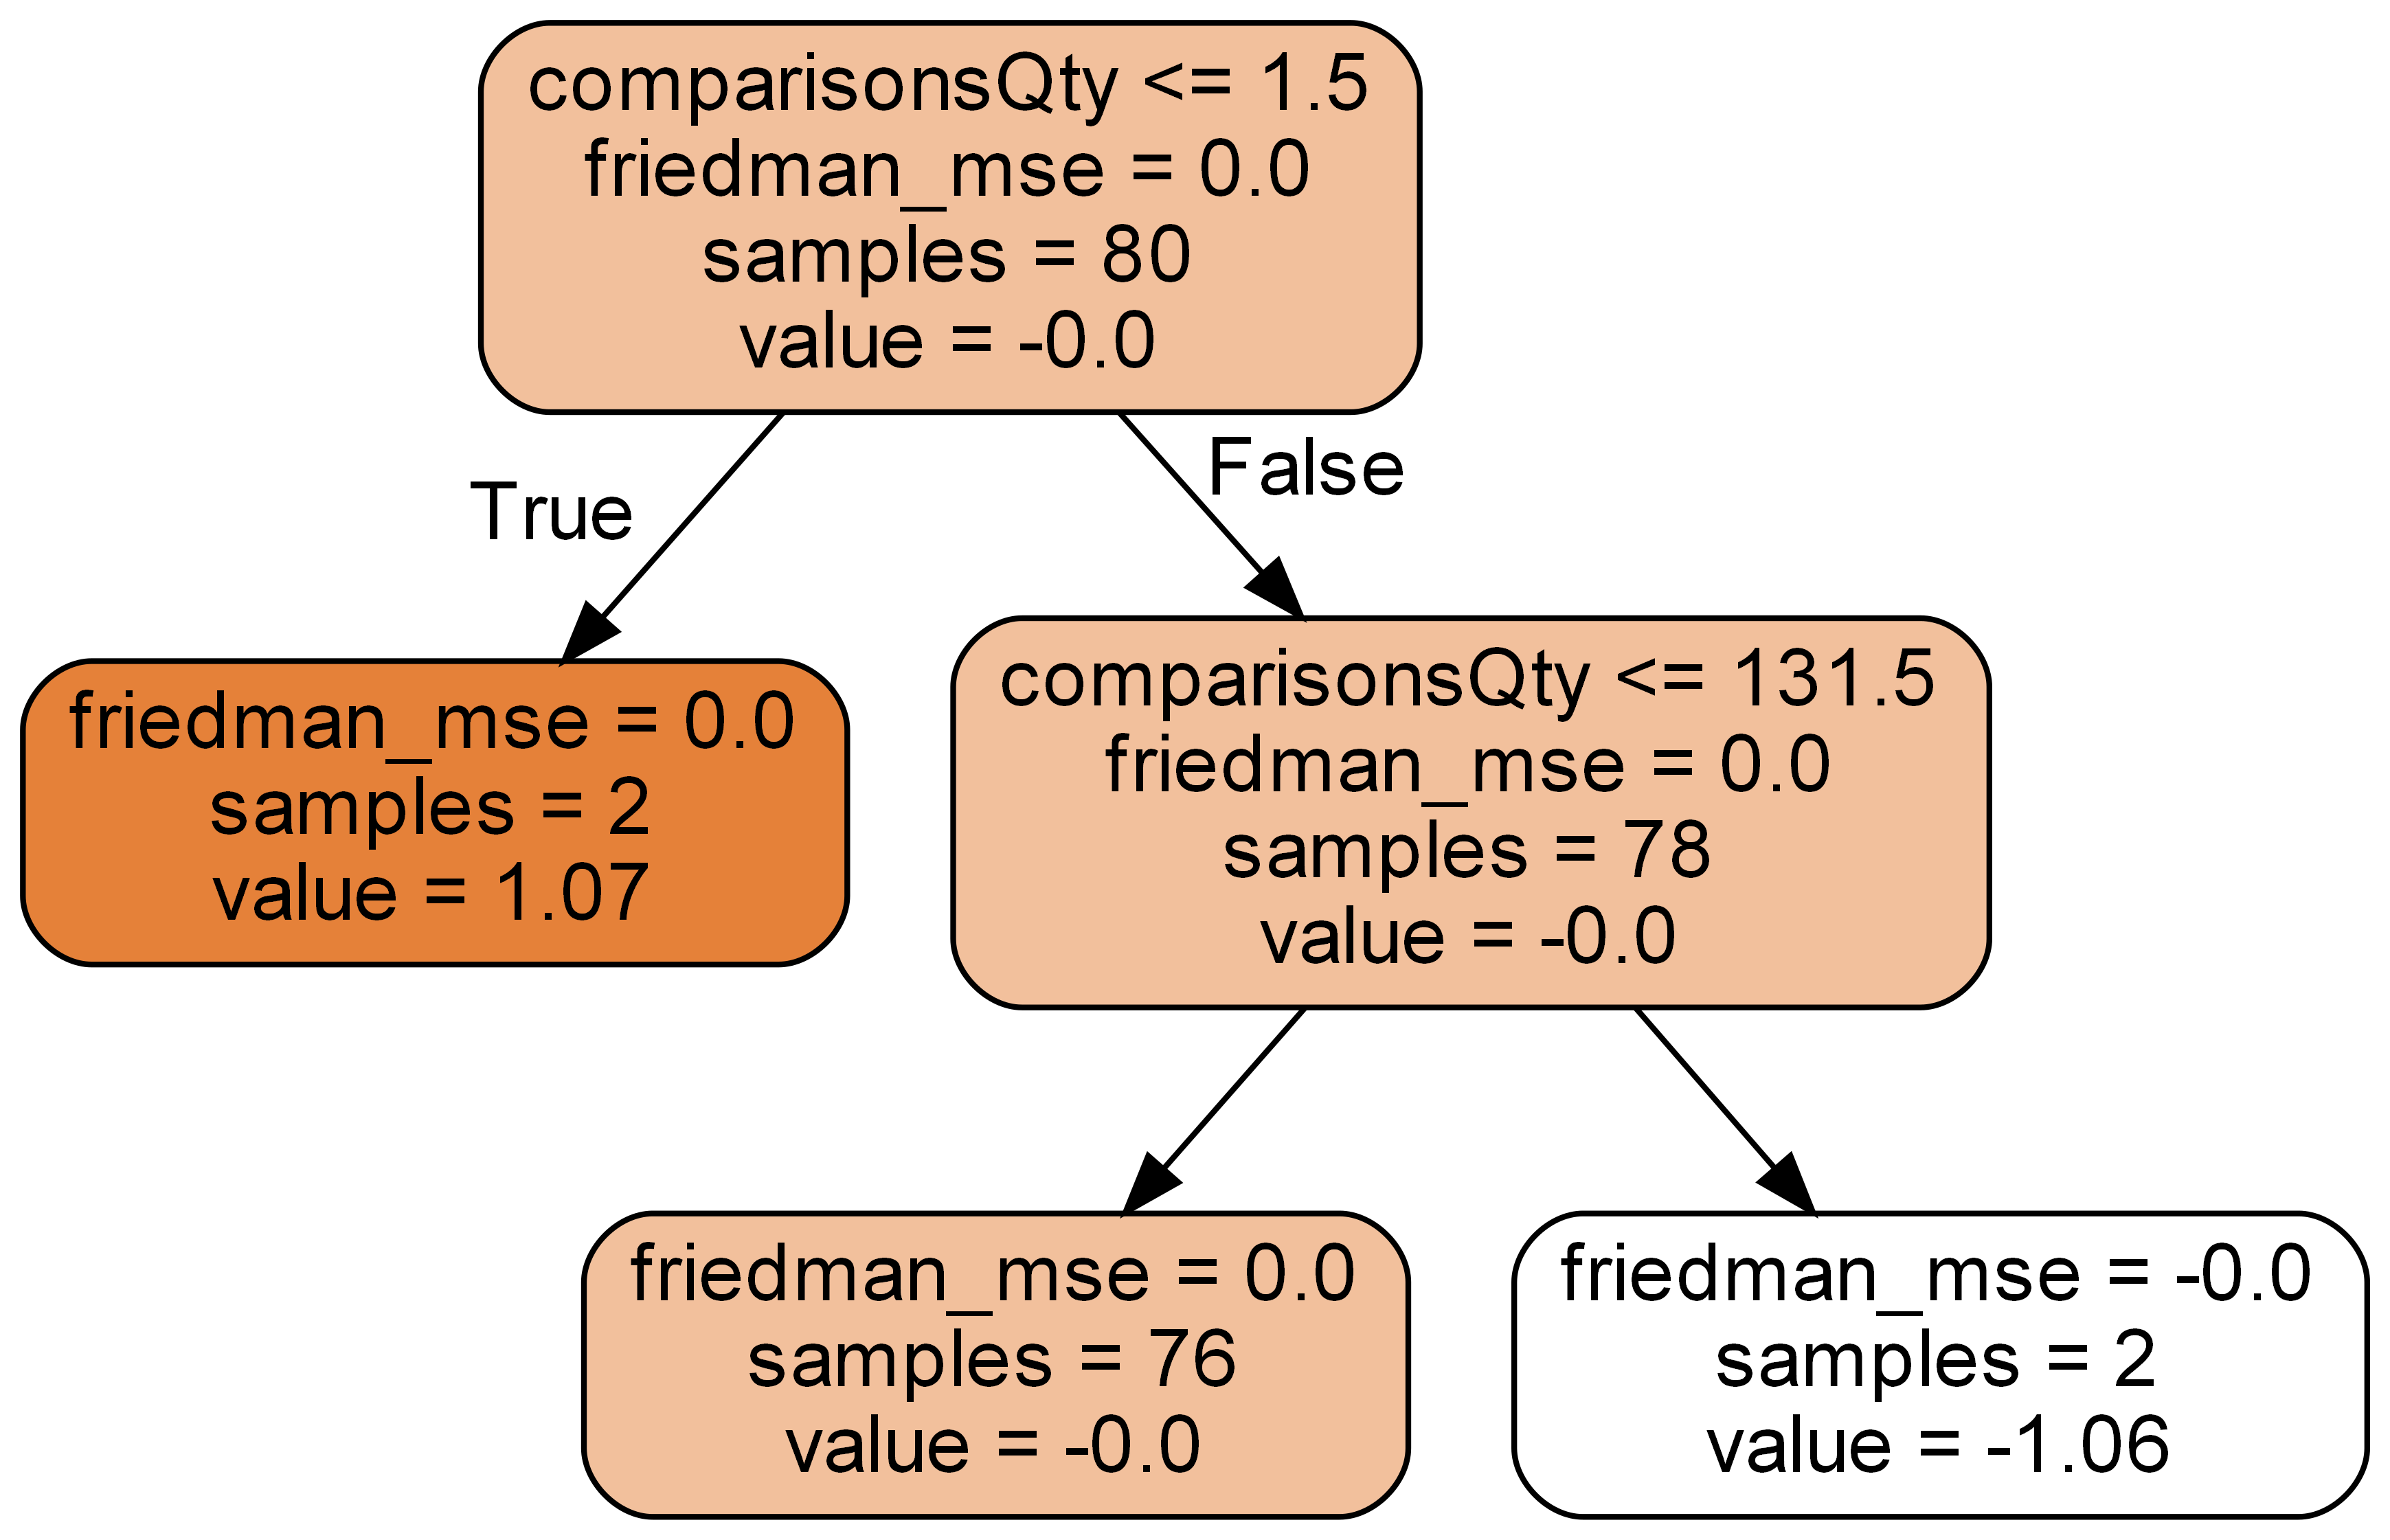 comparisonsQty <= 1.5
friedman_mse = 0.0
samples = 80
value = -0.0
True
False
friedman_mse = 0.0
samples = 2
value = 1.07
comparisonsQty <= 131.5
friedman_mse = 0.0
samples = 78
value = -0.0
friedman_mse = 0.0
samples = 76
value = -0.0
friedman_mse = -0.0
samples = 2
value = -1.06